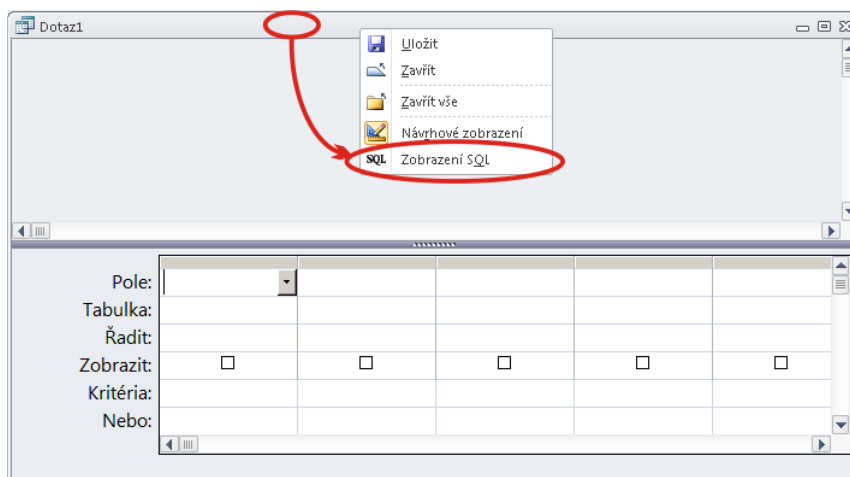 Dotaz1
Uložit
Zavřít
Zavřít vše
Návrhové zobrazení
SQL Zobrazení SQL
Pole:
Tabulka:
Řadit:
Zobrazit:
Kritéria:
Nebo: